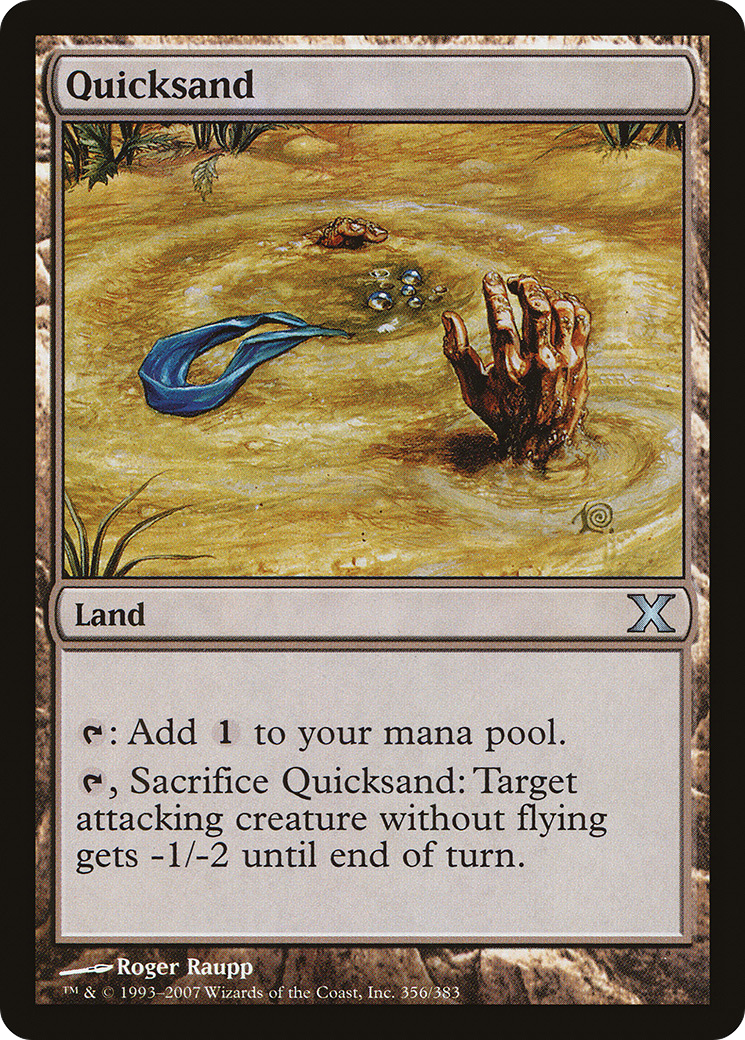 Quicksand
Land
X
: Add 1 to your mana pool.
, Sacrifice Quicksand: Target
attacking creature without flying
gets -1/-2 until end of turn.
Roger Raupp
™ & © 1993–2007 Wizards of the Coast, Inc. 356/383